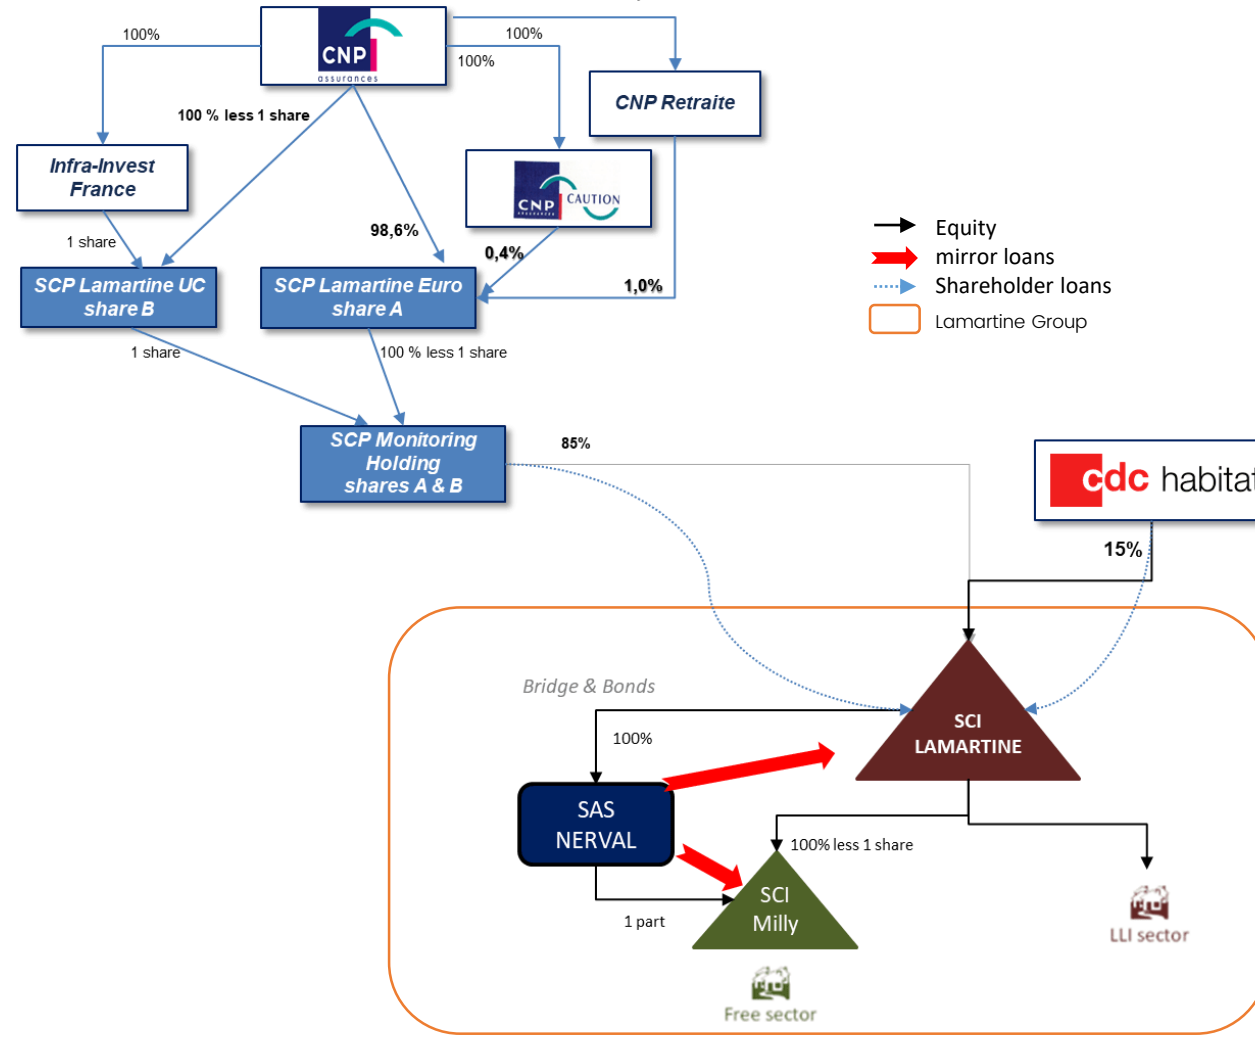 CNP
assurances
100%
100%
100%
CNP Retraite
100 % less 1 share
Infra-Invest
France
CNP
CAUTION
1 share
98,6%
0,4%
1,0%
SCP Lamartine UC
share B
SCP Lamartine Euro
share A
Equity
mirror loans
Shareholder loans
Lamartine Group
1 share
100 % less 1 share
SCP Monitoring
Holding
shares A & B
85%
cdc habitat
15%
Bridge & Bonds
SCI
LAMARTINE
100%
SAS
NERVAL
100% less 1 share
SCI
Milly
1 part
LLI sector
Free sector